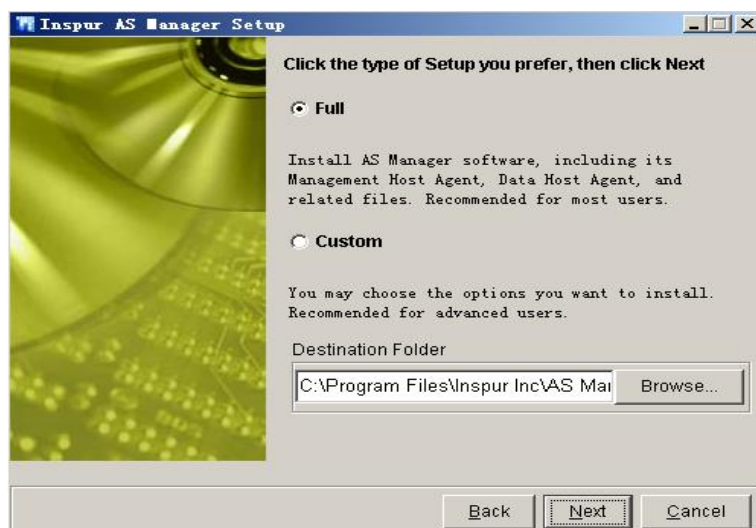 Inspur AS Manager Setup
Click the type of Setup you prefer, then click Next
Full
Install AS Manager software, including its
Management Host Agent, Data Host Agent, and
related files. Recommended for most users.
Custom
You may choose the options you want to install.
Recommended for advanced users.
Destination Folder
C:\Program Files\Inspur Inc\AS Mai Browse...
Back Next Cancel